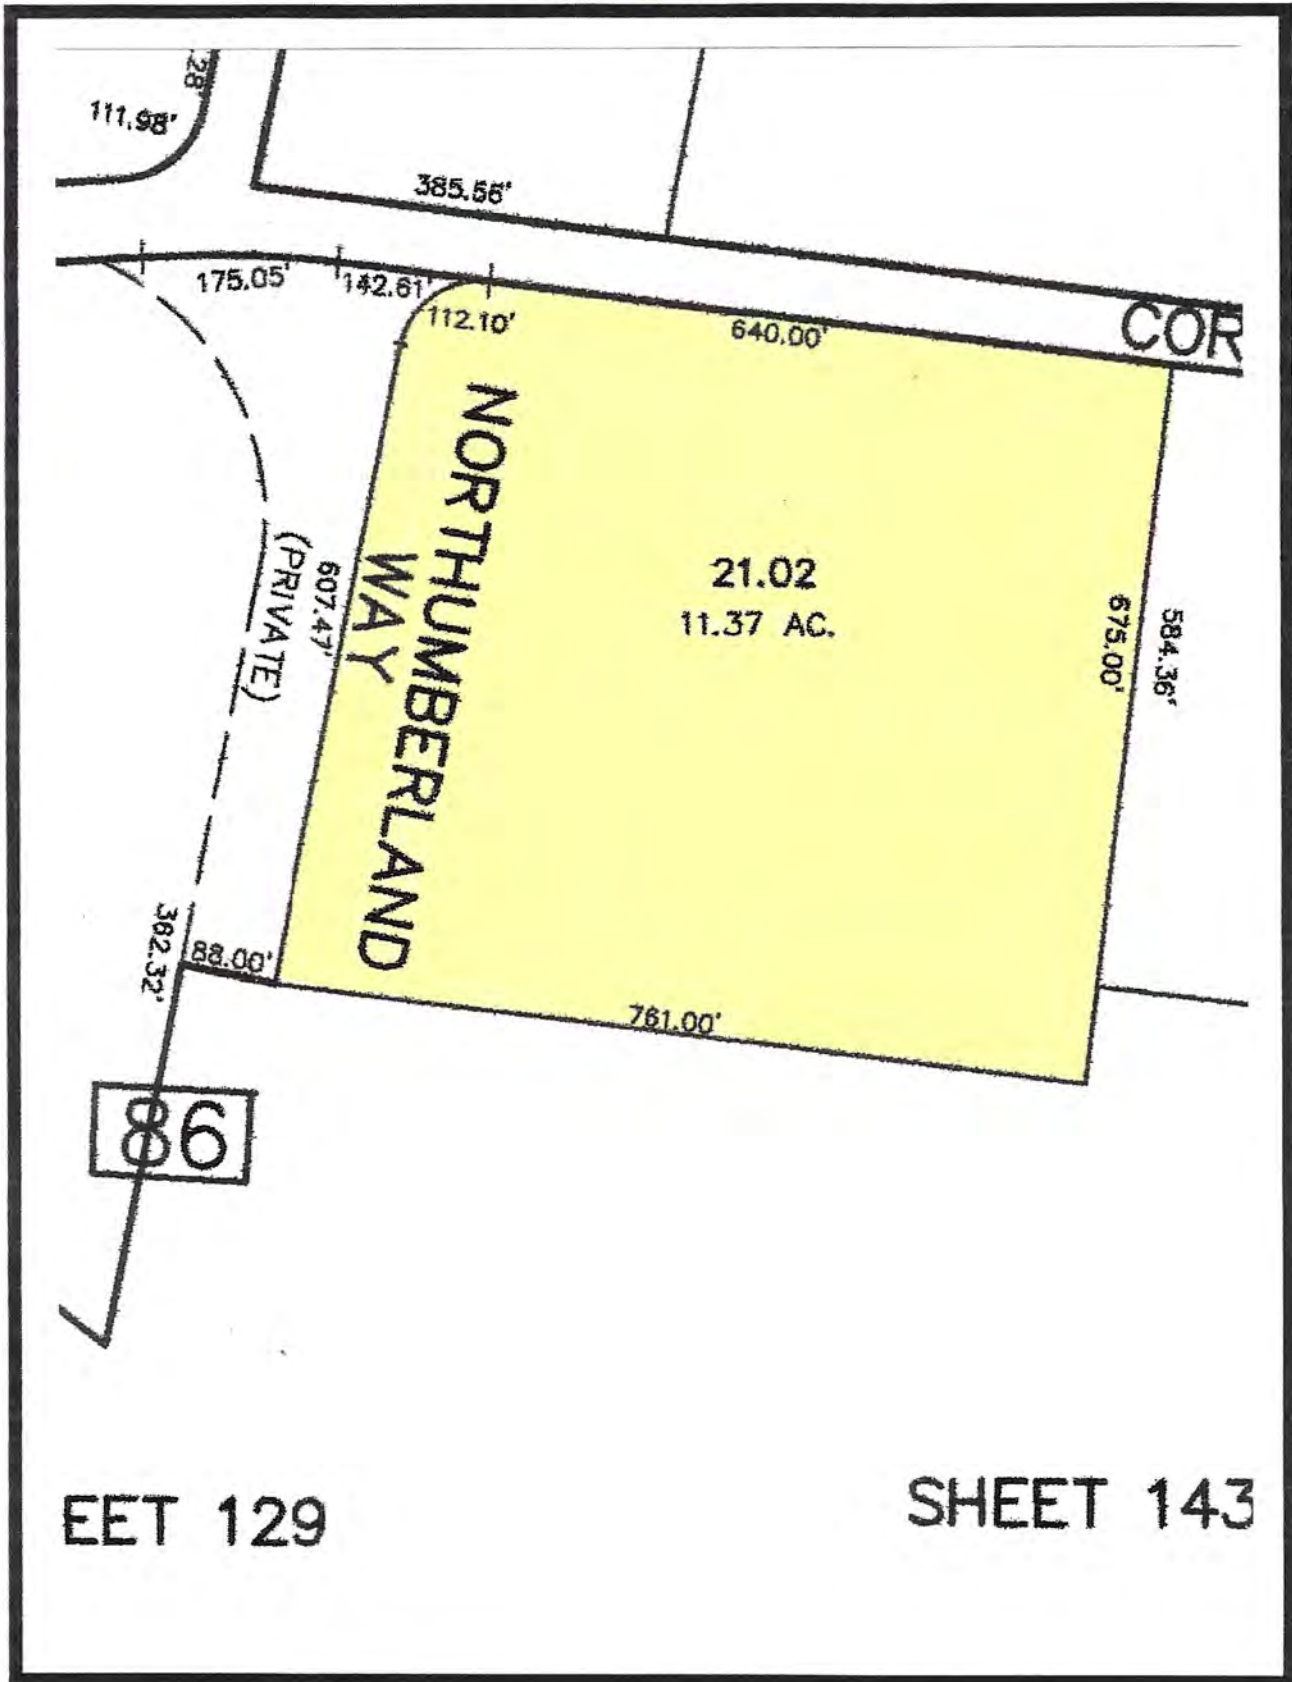 .28'
111.98'
385.56'
175.05'
142.61'
112.10'
640.00'
COR
NORTHUMBERLAND
WAY
607.47'
(PRIVATE)
21.02
11.37 AC.
675.00'
584.36'
362.32'
88.00'
761.00'
86
EET 129
SHEET 143